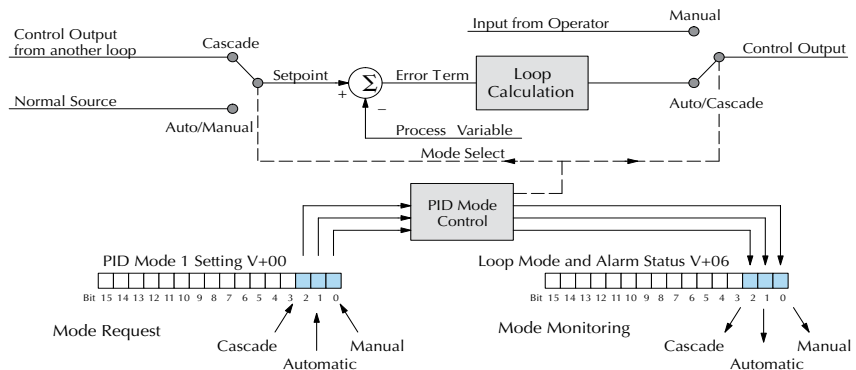 Input from Operator
Manual
Control Output
from another loop
Cascade
Control Output
Setpoint
+
Σ
Error Term
Loop
Calculation
Normal Source
Auto/Manual
−
Auto/Cascade
Process Variable
Mode Select
PID Mode
Control
PID Mode 1 Setting V+00
Loop Mode and Alarm Status V+06
Bit 15 14 13 12 11 10 9 8 7 6 5 4 3 2 1 0
Bit 15 14 13 12 11 10 9 8 7 6 5 4 3 2 1 0
Mode Request
Mode Monitoring
Cascade
Manual
Automatic
Cascade
Manual
Automatic